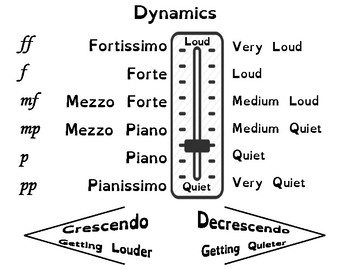 Dynamics
ff Fortissimo Loud Very Loud
f Forte Loud
mf Mezzo Forte Medium Loud
mp Mezzo Piano Medium Quiet
p Piano Quiet
pp Pianissimo Quiet Very Quiet
Crescendo Decrescendo
Getting Louder Getting Quieter